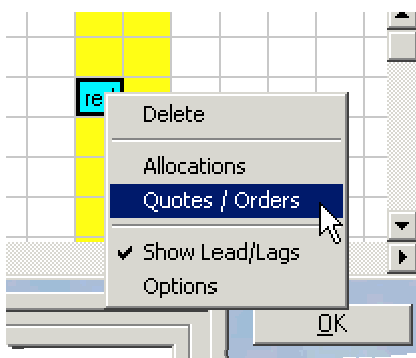 Delete
Allocations
Quotes / Orders
Show Lead/Lags
Options
OK